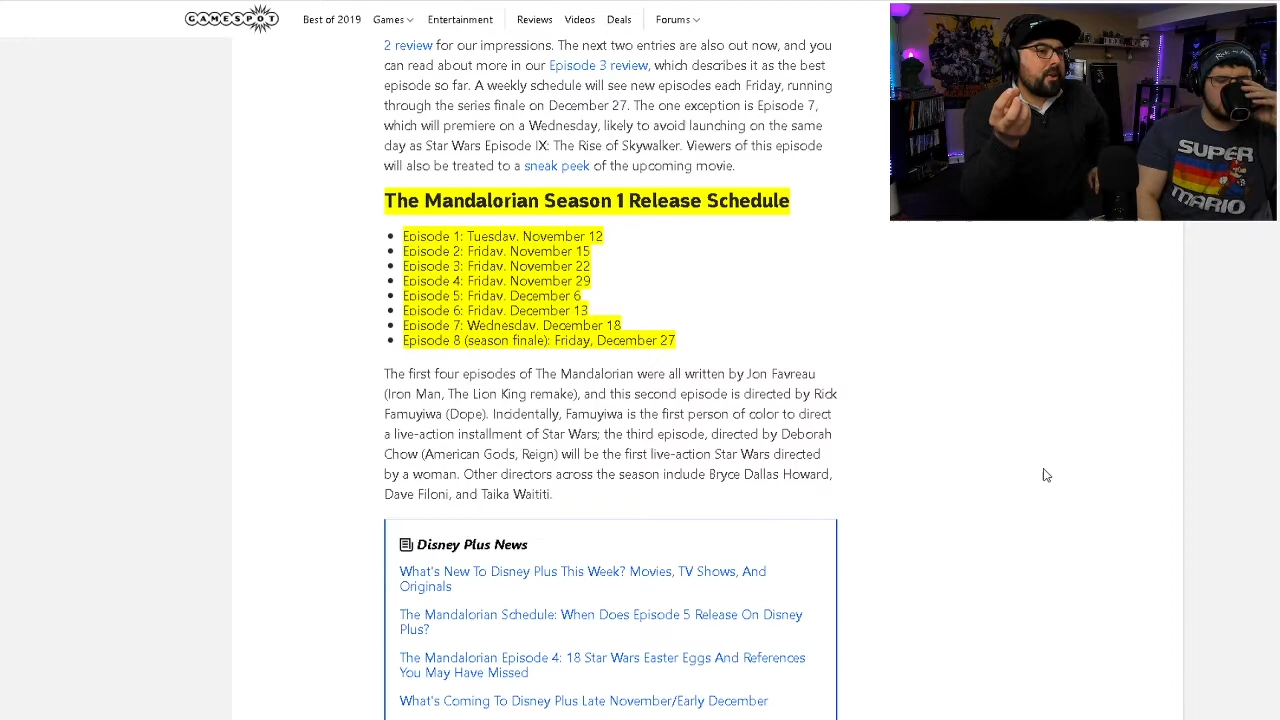 GAMESPOT
Best of 2019 Games Entertainment Reviews Videos Deals Forums
2 review for our impressions. The next two entries are also out now, and you
can read about more in our Episode 3 review, which describes it as the best
episode so far. A weekly schedule will see new episodes each Friday, running
through the series finale on December 27. The one exception is Episode 7,
which will premiere on a Wednesday, likely to avoid launching on the same
day as Star Wars Episode IX: The Rise of Skywalker. Viewers of this episode
will also be treated to a sneak peek of the upcoming movie.
The Mandalorian Season 1 Release Schedule
Episode 1: Tuesday, November 12
Episode 2: Friday, November 15
Episode 3: Friday, November 22
Episode 4: Friday, November 29
Episode 5: Friday, December 6
Episode 6: Friday, December 13
Episode 7: Wednesday, December 18
Episode 8 (season finale): Friday, December 27
The first four episodes of The Mandalorian were all written by Jon Favreau
(Iron Man, The Lion King remake), and this second episode is directed by Rick
Famuyiwa (Dope). Incidentally, Famuyiwa is the first person of color to direct
a live-action installment of Star Wars; the third episode, directed by Deborah
Chow (American Gods, Reign) will be the first live-action Star Wars directed
by a woman. Other directors across the season include Bryce Dallas Howard,
Dave Filoni, and Taika Waititi.
Disney Plus News
What's New To Disney Plus This Week? Movies, TV Shows, And
Originals
The Mandalorian Schedule: When Does Episode 5 Release On Disney
Plus?
The Mandalorian Episode 4: 18 Star Wars Easter Eggs And References
You May Have Missed
What's Coming To Disney Plus Late November/Early December
SUPER
MARIO